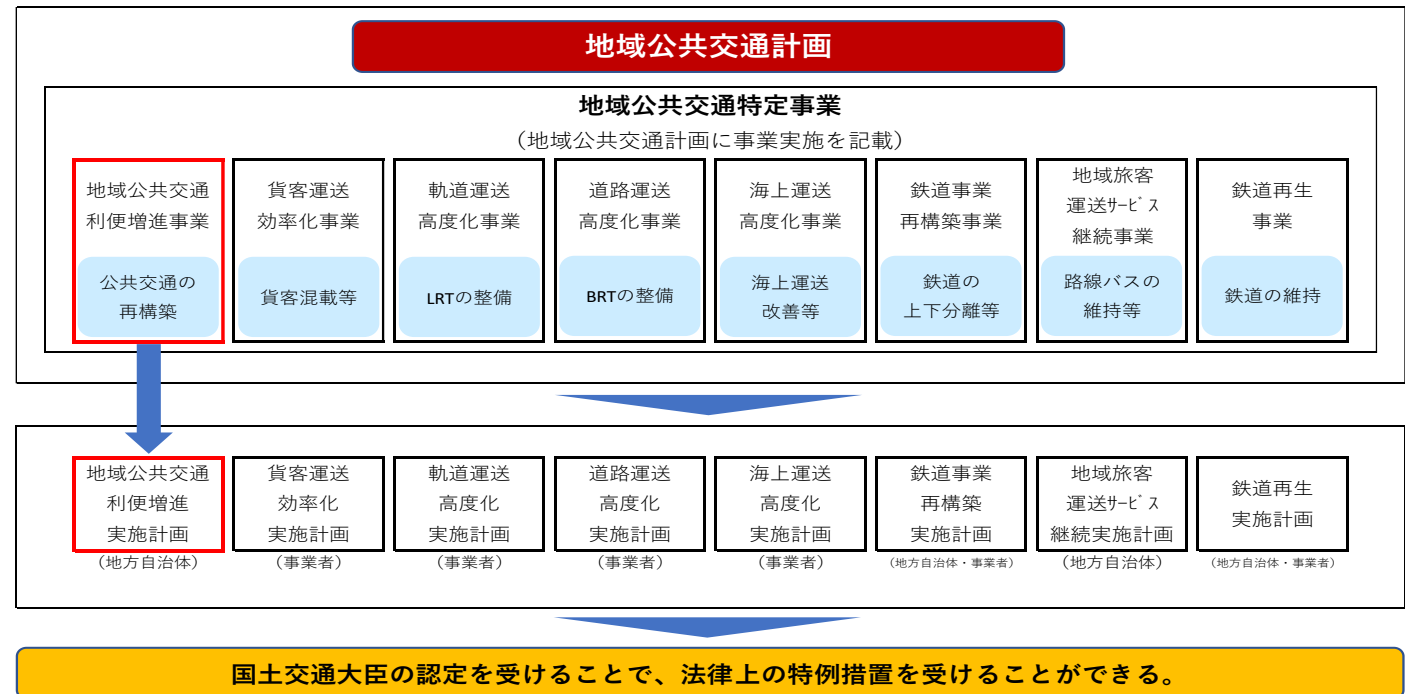 地域公共交通計画
地域公共交通特定事業
（地域公共交通計画に事業実施を記載）
地域公共交通
利便増進事業
公共交通の
再構築
貨客運送
効率化事業
貨客混載等
軌道運送
高度化事業
LRTの整備
道路運送
高度化事業
BRTの整備
海上運送
高度化事業
海上運送
改善等
鉄道事業
再構築事業
鉄道の
上下分離等
地域旅客
運送ｻｰﾋﾞｽ
継続事業
路線バスの
維持等
鉄道再生
事業
鉄道の維持
地域公共交通
利便増進
実施計画
（地方自治体）
貨客運送
効率化
実施計画
（事業者）
軌道運送
高度化
実施計画
（事業者）
道路運送
高度化
実施計画
（事業者）
海上運送
高度化
実施計画
（事業者）
鉄道事業
再構築
実施計画
（地方自治体・事業者）
地域旅客
運送ｻｰﾋﾞｽ
継続実施計画
（地方自治体）
鉄道再生
実施計画
（地方自治体・事業者）
国土交通大臣の認定を受けることで、法律上の特例措置を受けることができる。